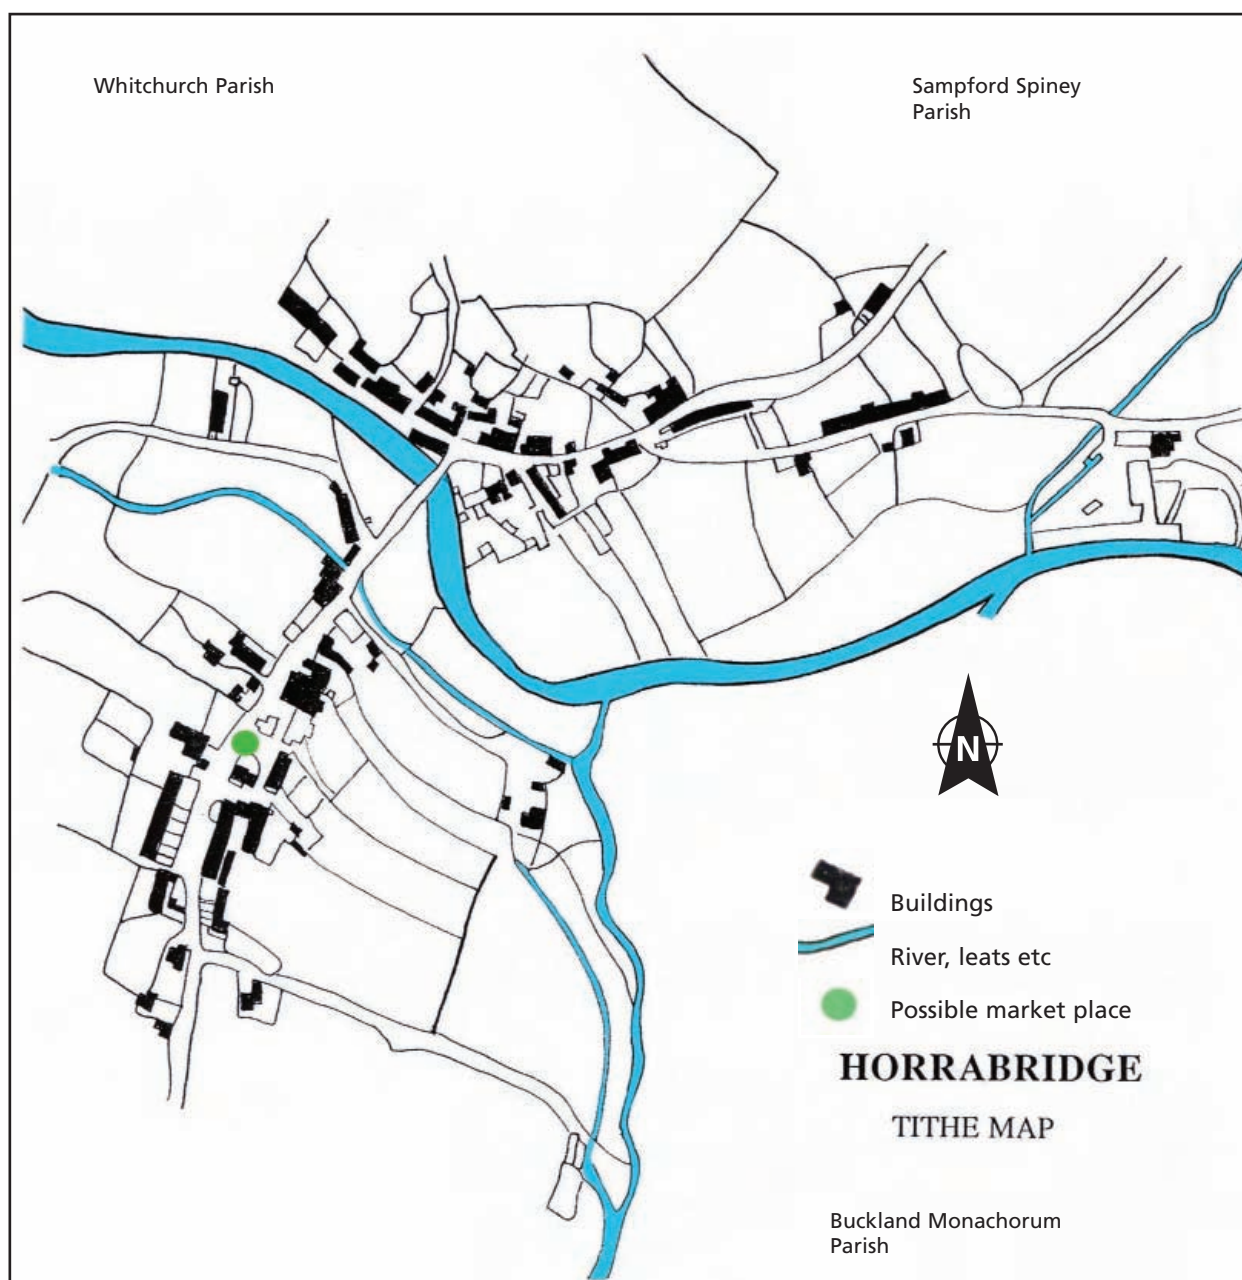 Whitchurch Parish
Sampford Spiney
Parish
N
Buildings
River, leats etc
Possible market place
HORRABRIDGE
TITHE MAP
Buckland Monachorum
Parish